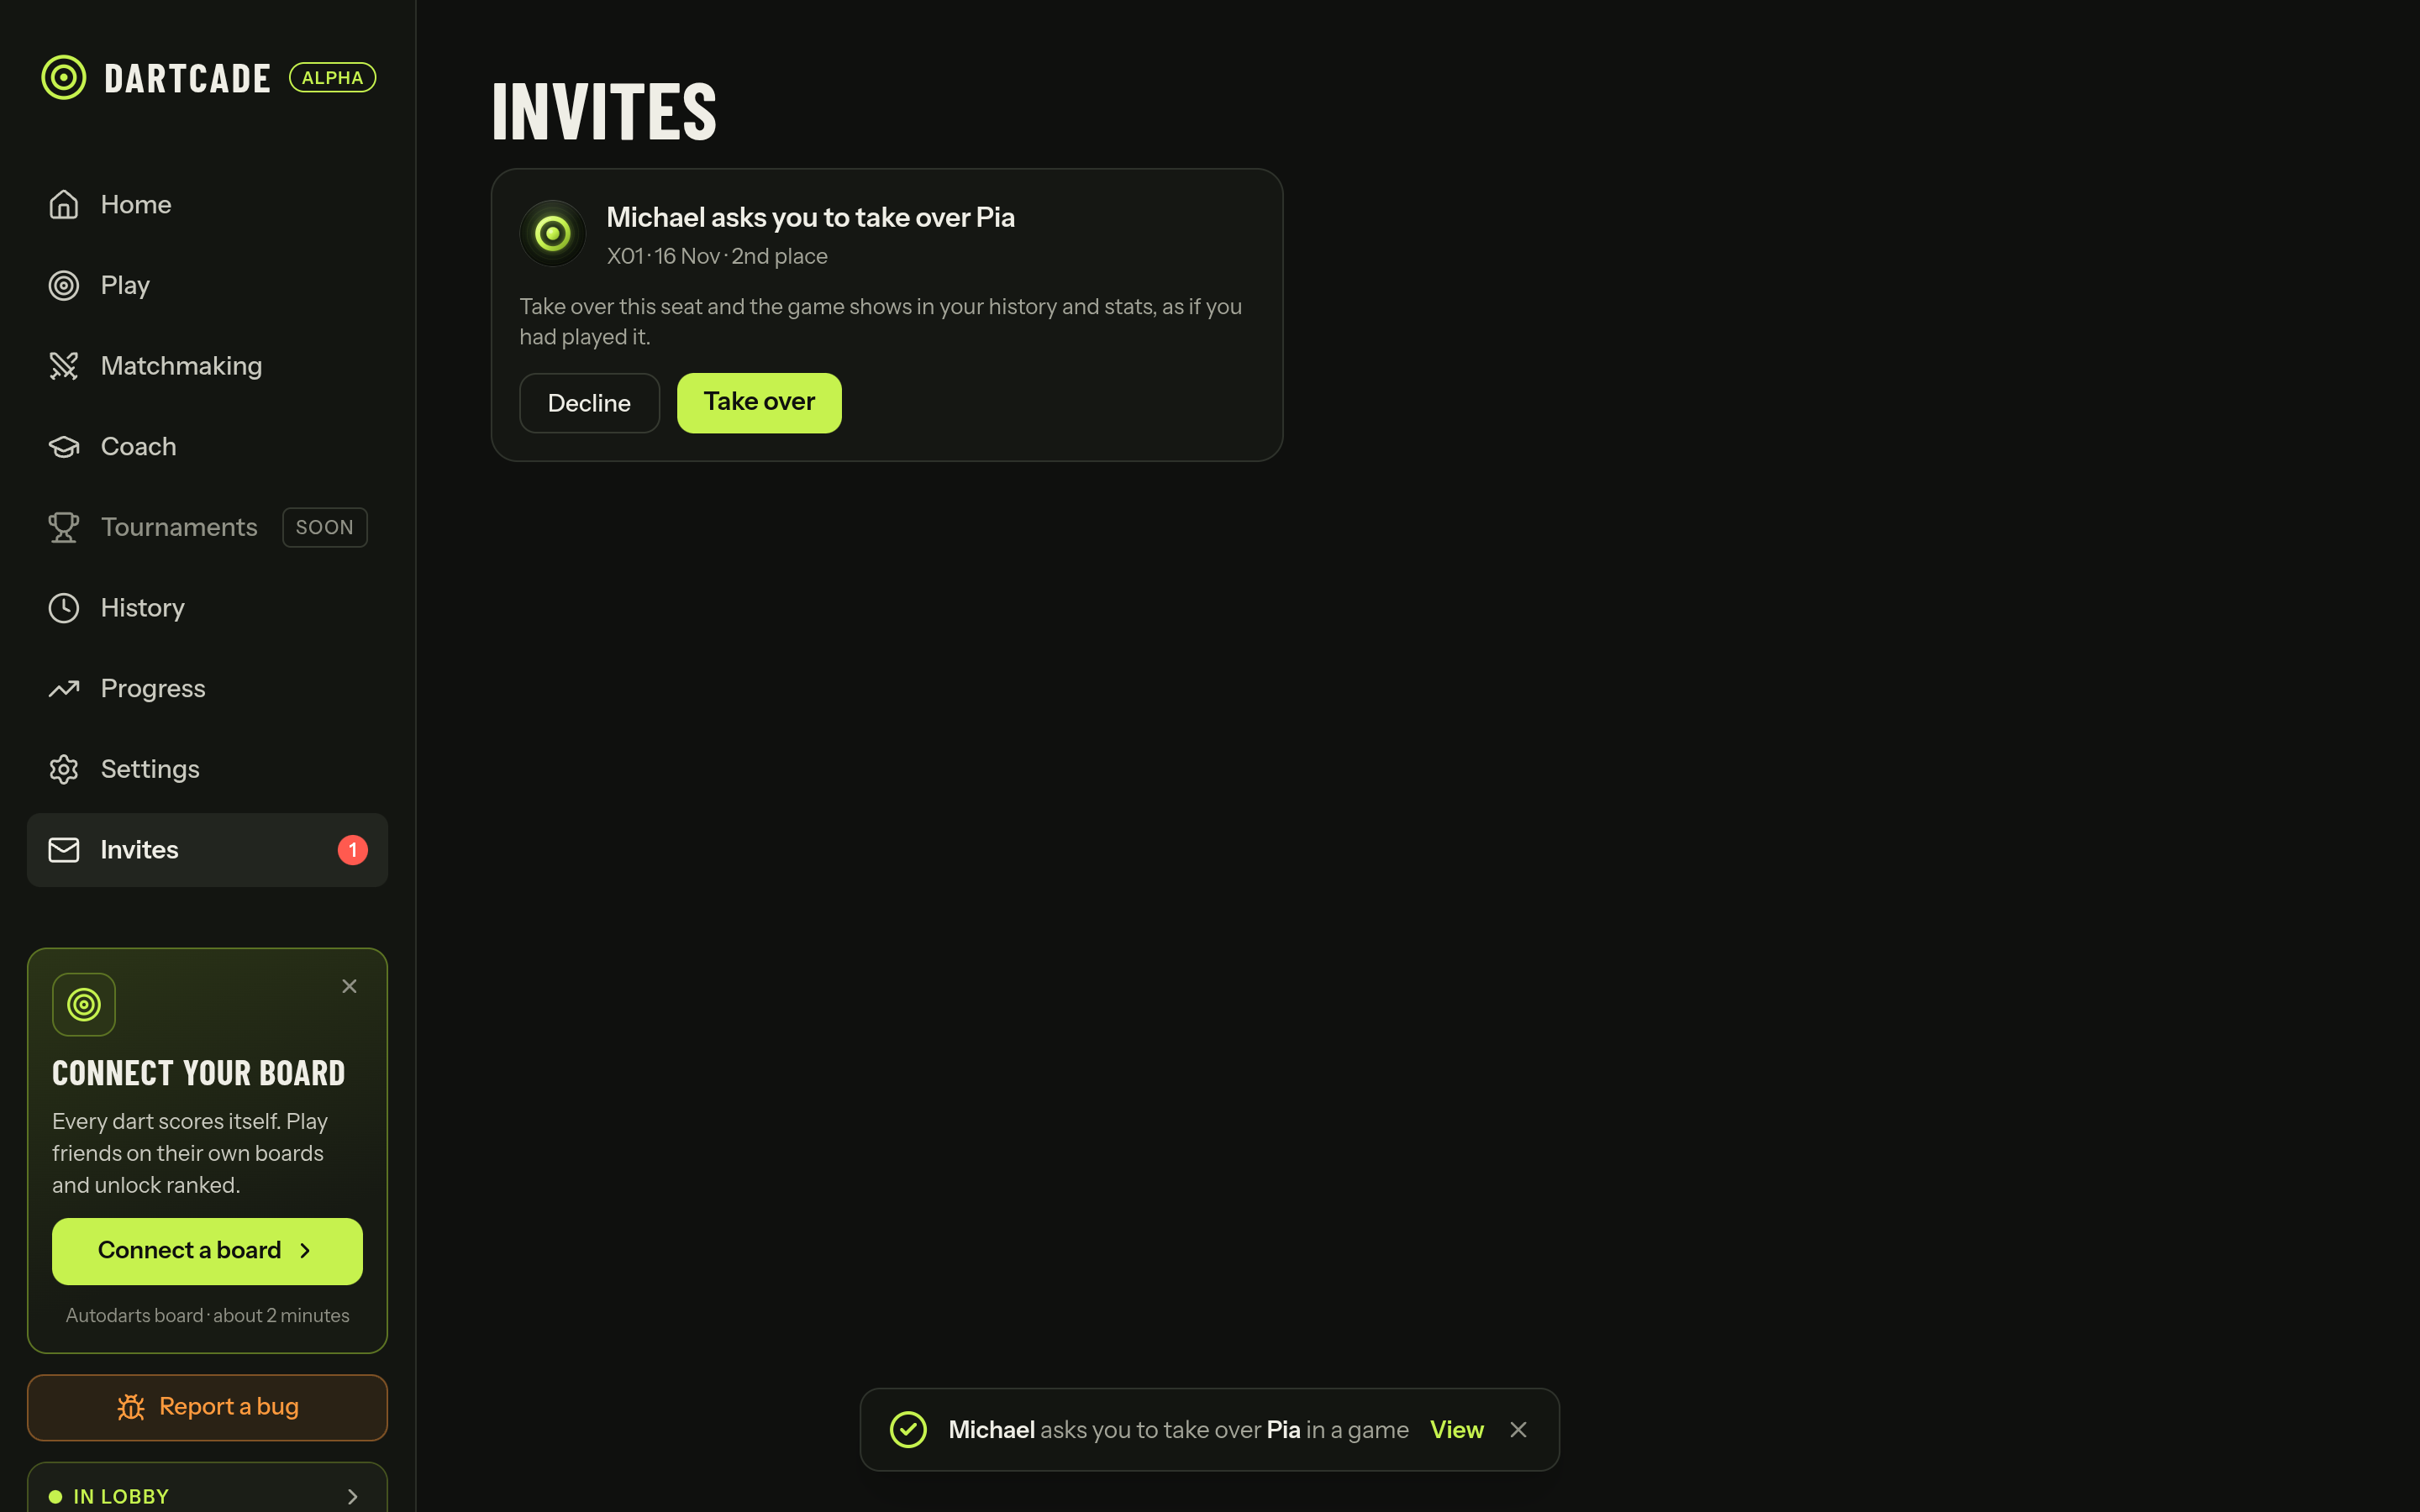 DARTCADE ALPHA
Home
Play
Matchmaking
Coach
Tournaments SOON
History
Progress
Settings
Invites 1
CONNECT YOUR BOARD
Every dart scores itself. Play
friends on their own boards
and unlock ranked.
Connect a board
Autodarts board · about 2 minutes
Report a bug
IN LOBBY
INVITES
Michael asks you to take over Pia
X01 · 16 Nov · 2nd place
Take over this seat and the game shows in your history and stats, as if you
had played it.
Decline Take over
Michael asks you to take over Pia in a game View